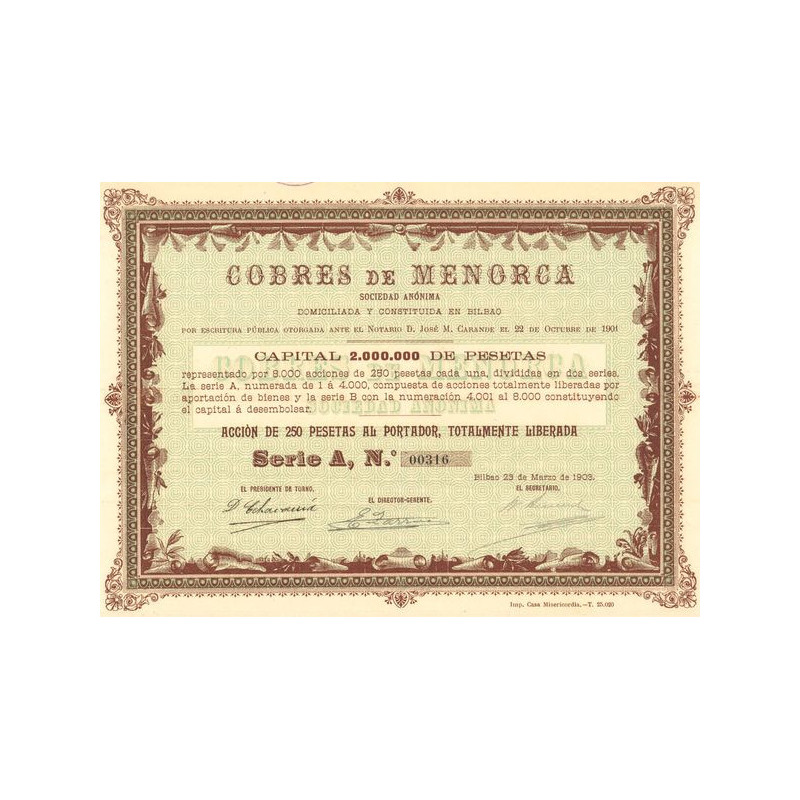 COBRES DE MENORCA
SOCIEDAD ANÓNIMA
DOMICILIADA Y CONSTITUIDA EN BILBAO
POR ESCRITURA PÚBLICA OTORGADA ANTE EL NOTARIO D. JOSÉ M. CARANDE EL 22 DE OCTUBRE DE 1901
CAPITAL 2.000.000 DE PESETAS
representado por 8.000 acciones de 250 pesetas cada una, divididas en dos series.
La serie A, numerada de 1 á 4.000, compuesta de acciones totalmente liberadas por
aportación de bienes y la serie B con la numeración 4.001 al 8.000 constituyendo
el capital á desembolsar.
SOCIEDAD ANÓNIMA
ACCIÓN DE 250 PESETAS AL PORTADOR, TOTALMENTE LIBERADA
Serie A, N.º 00316
Bilbao 23 de Marzo de 1903.
EL PRESIDENTE DE TURNO.
EL DIRECTOR-GERENTE.
EL SECRETARIO.
Imp. Casa Misericordia.—T. 25.020